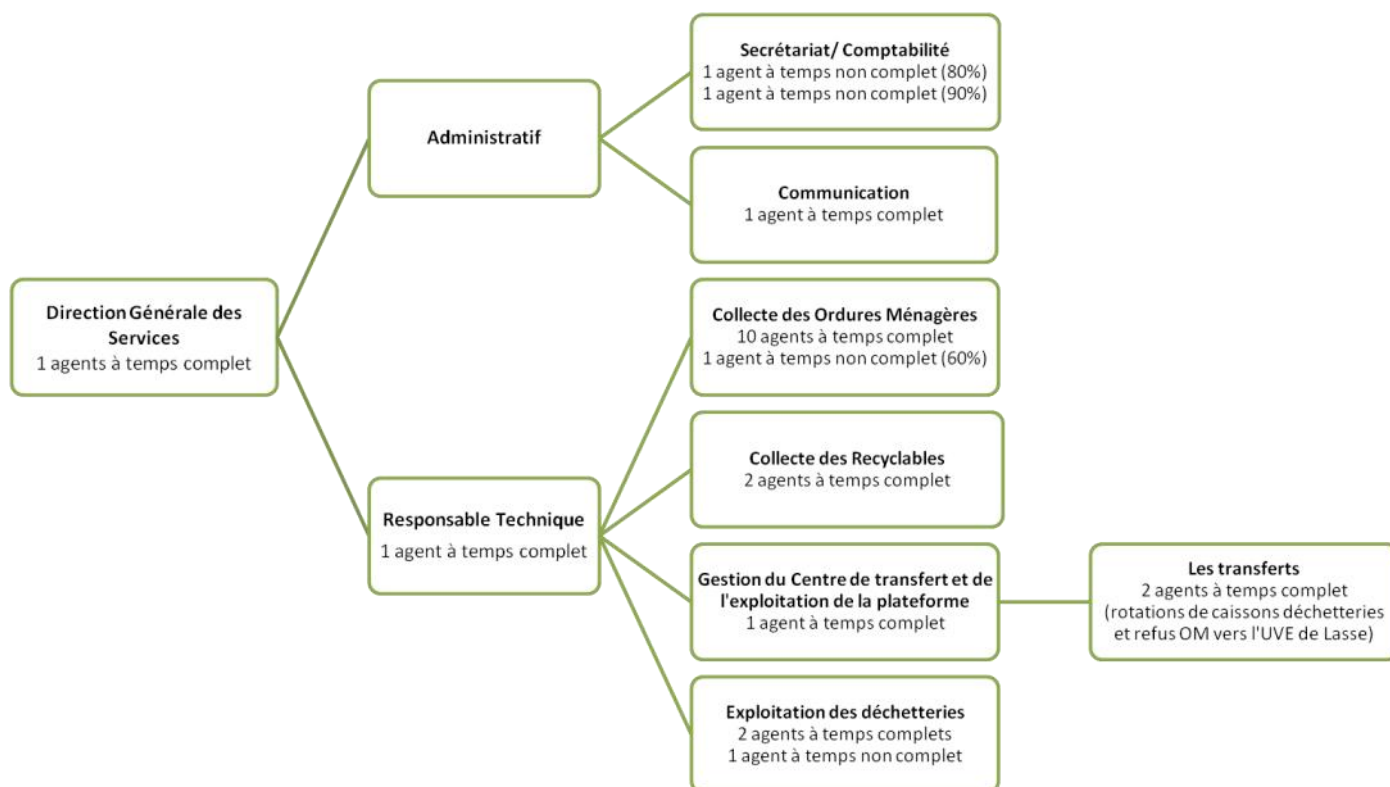 Direction Générale des
Services
1 agents à temps complet
Administratif
Secrétariat/ Comptabilité
1 agent à temps non complet (80%)
1 agent à temps non complet (90%)
Communication
1 agent à temps complet
Responsable Technique
1 agent à temps complet
Collecte des Ordures Ménagères
10 agents à temps complet
1 agent à temps non complet (60%)
Collecte des Recyclables
2 agents à temps complet
Gestion du Centre de transfert et de
l'exploitation de la plateforme
1 agent à temps complet
Les transferts
2 agents à temps complet
(rotations de caissons déchetteries
et refus OM vers l'UVE de Lasse)
Exploitation des déchetteries
2 agents à temps complets
1 agent à temps non complet